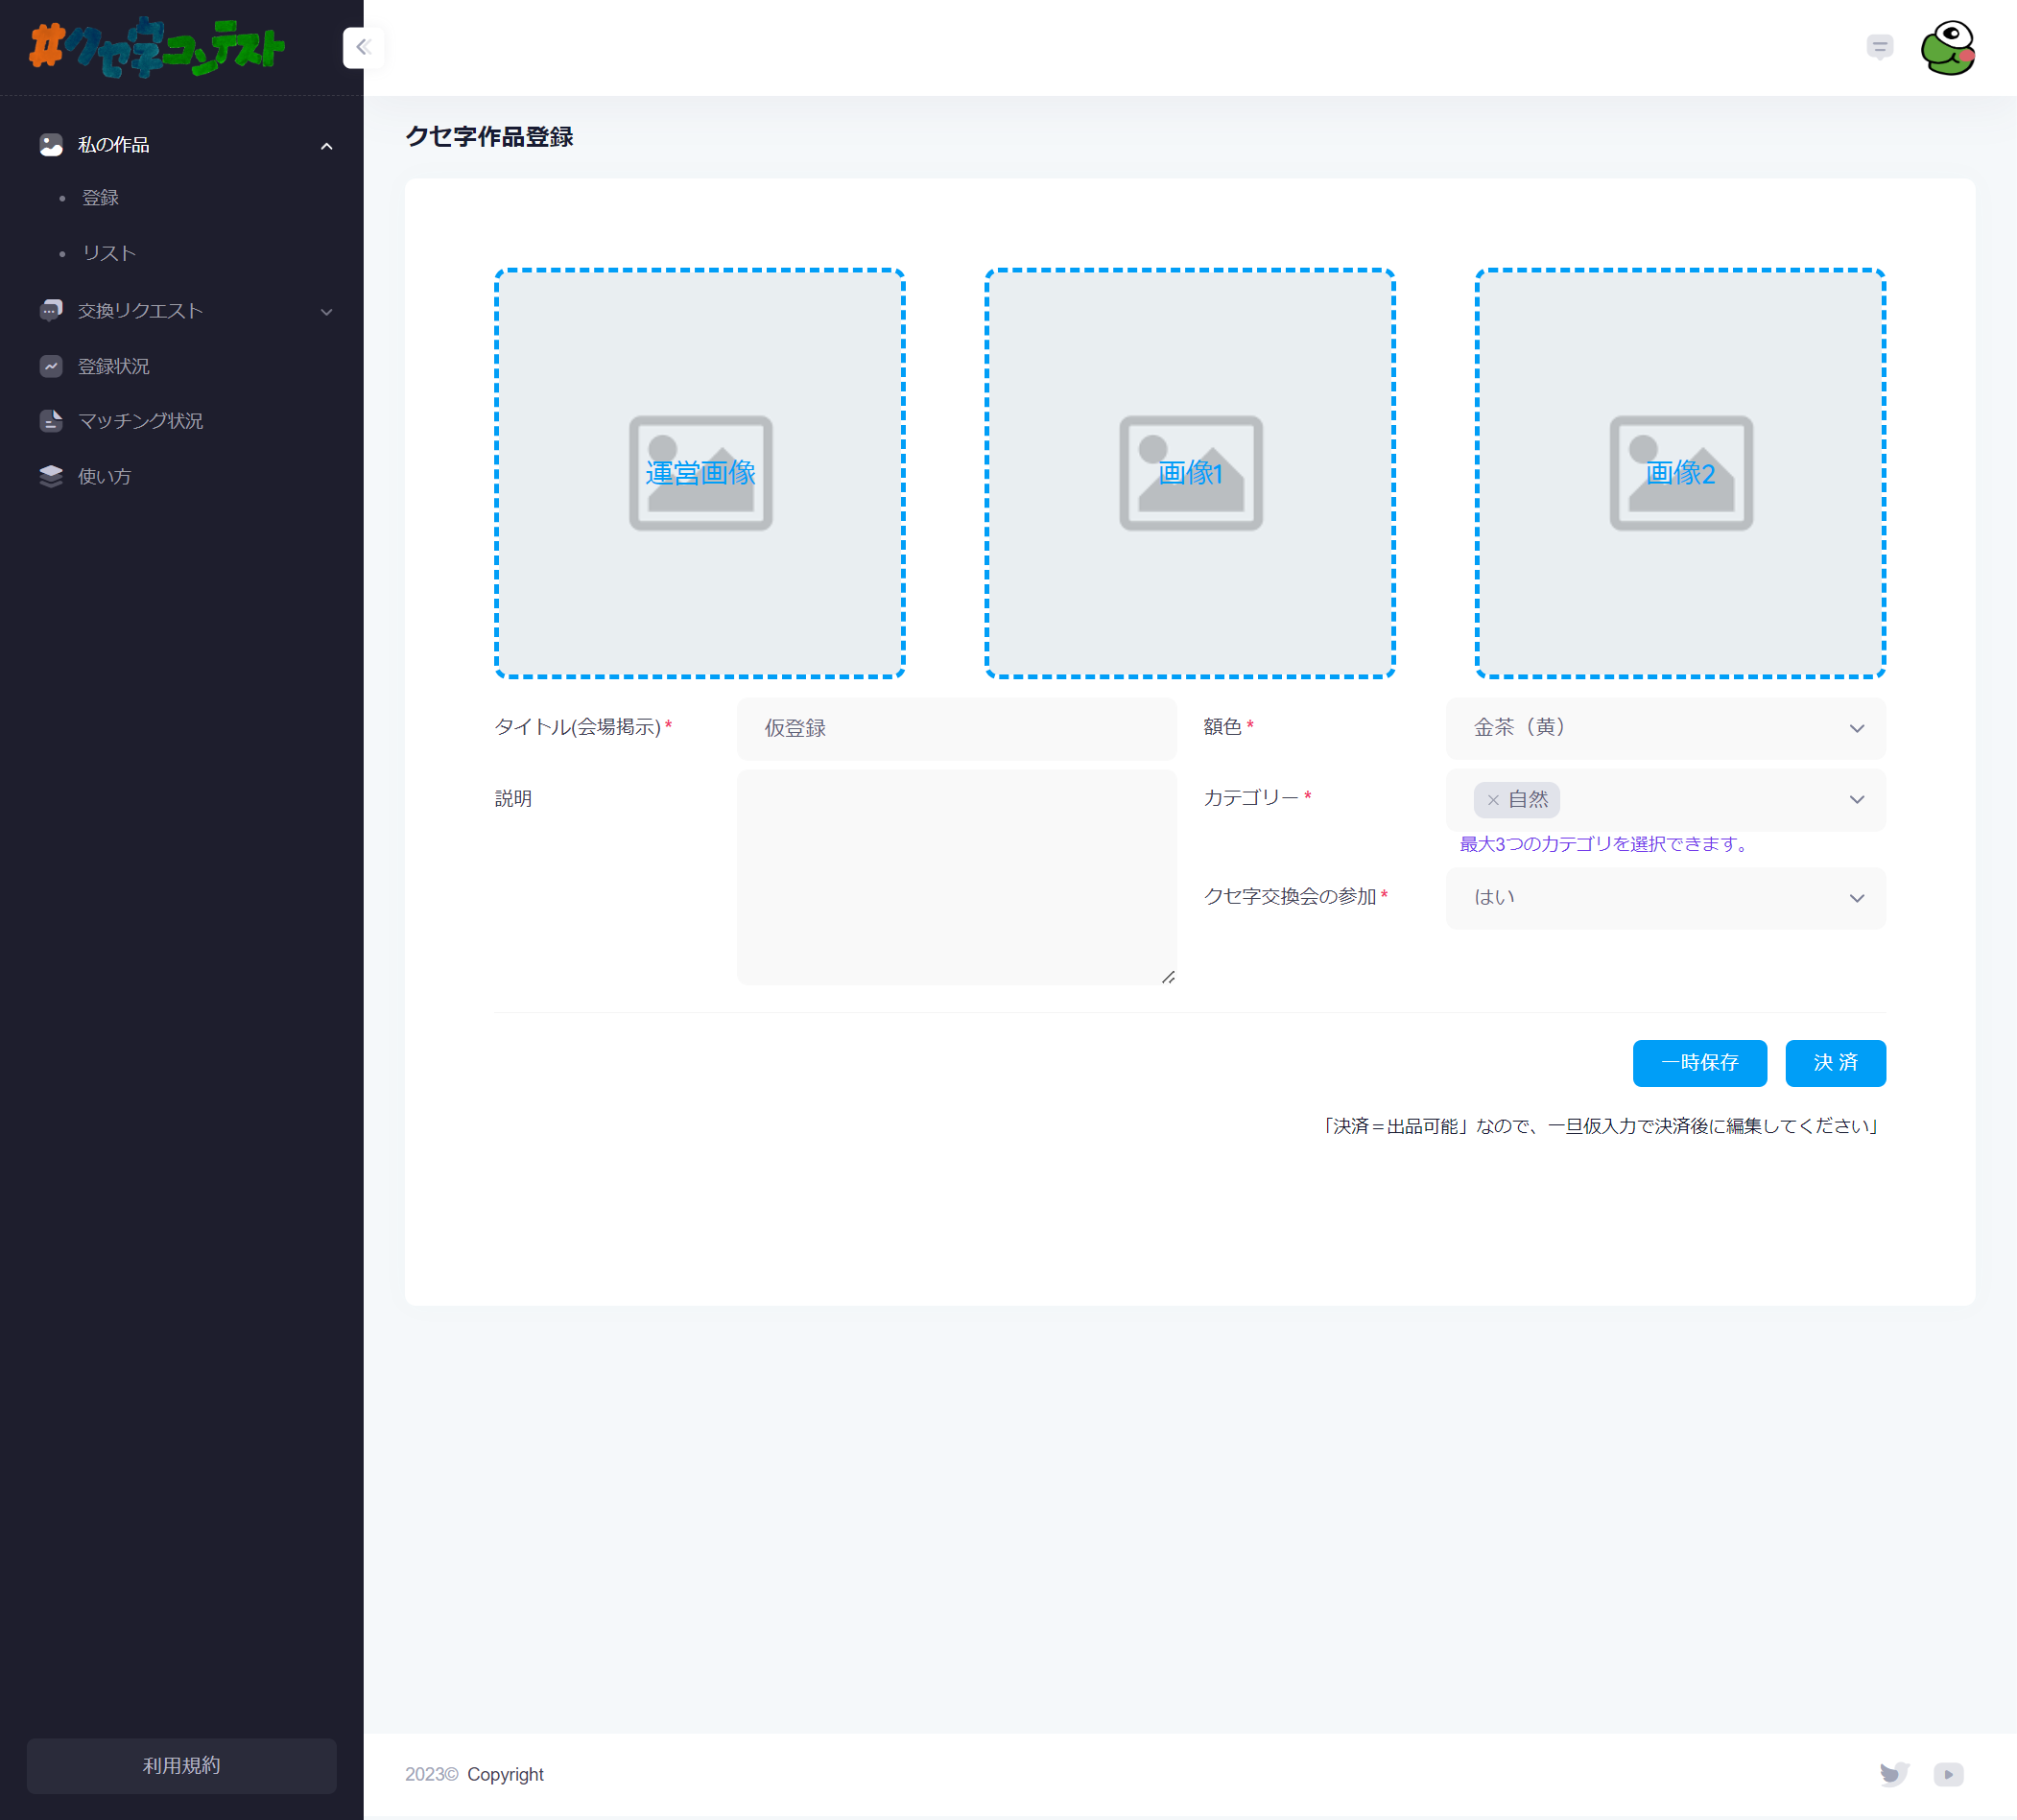 #クセ字コンテスト
私の作品
登録
リスト
交換リクエスト
登録状況
マッチング状況
使い方
利用規約
クセ字作品登録
運営画像
画像1
画像2
タイトル(会場掲示)*
仮登録
額色*
金茶（黄）
説明
カテゴリー*
× 自然
最大3つのカテゴリを選択できます。
クセ字交換会の参加*
はい
一時保存
決 済
「決済＝出品可能」なので、一旦仮入力で決済後に編集してください」
2023© Copyright